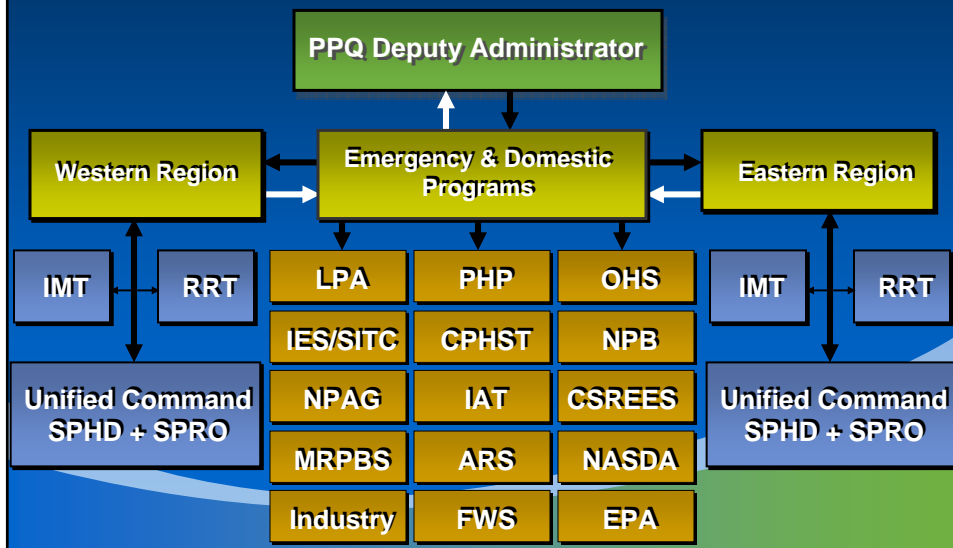 PPQ Deputy Administrator
Western Region
Emergency & Domestic
Programs
Eastern Region
IMT
RRT
LPA
PHP
OHS
IMT
RRT
IES/SITC
CPHST
NPB
Unified Command
SPHD + SPRO
NPAG
IAT
CSREES
Unified Command
SPHD + SPRO
MRPBS
ARS
NASDA
Industry
FWS
EPA